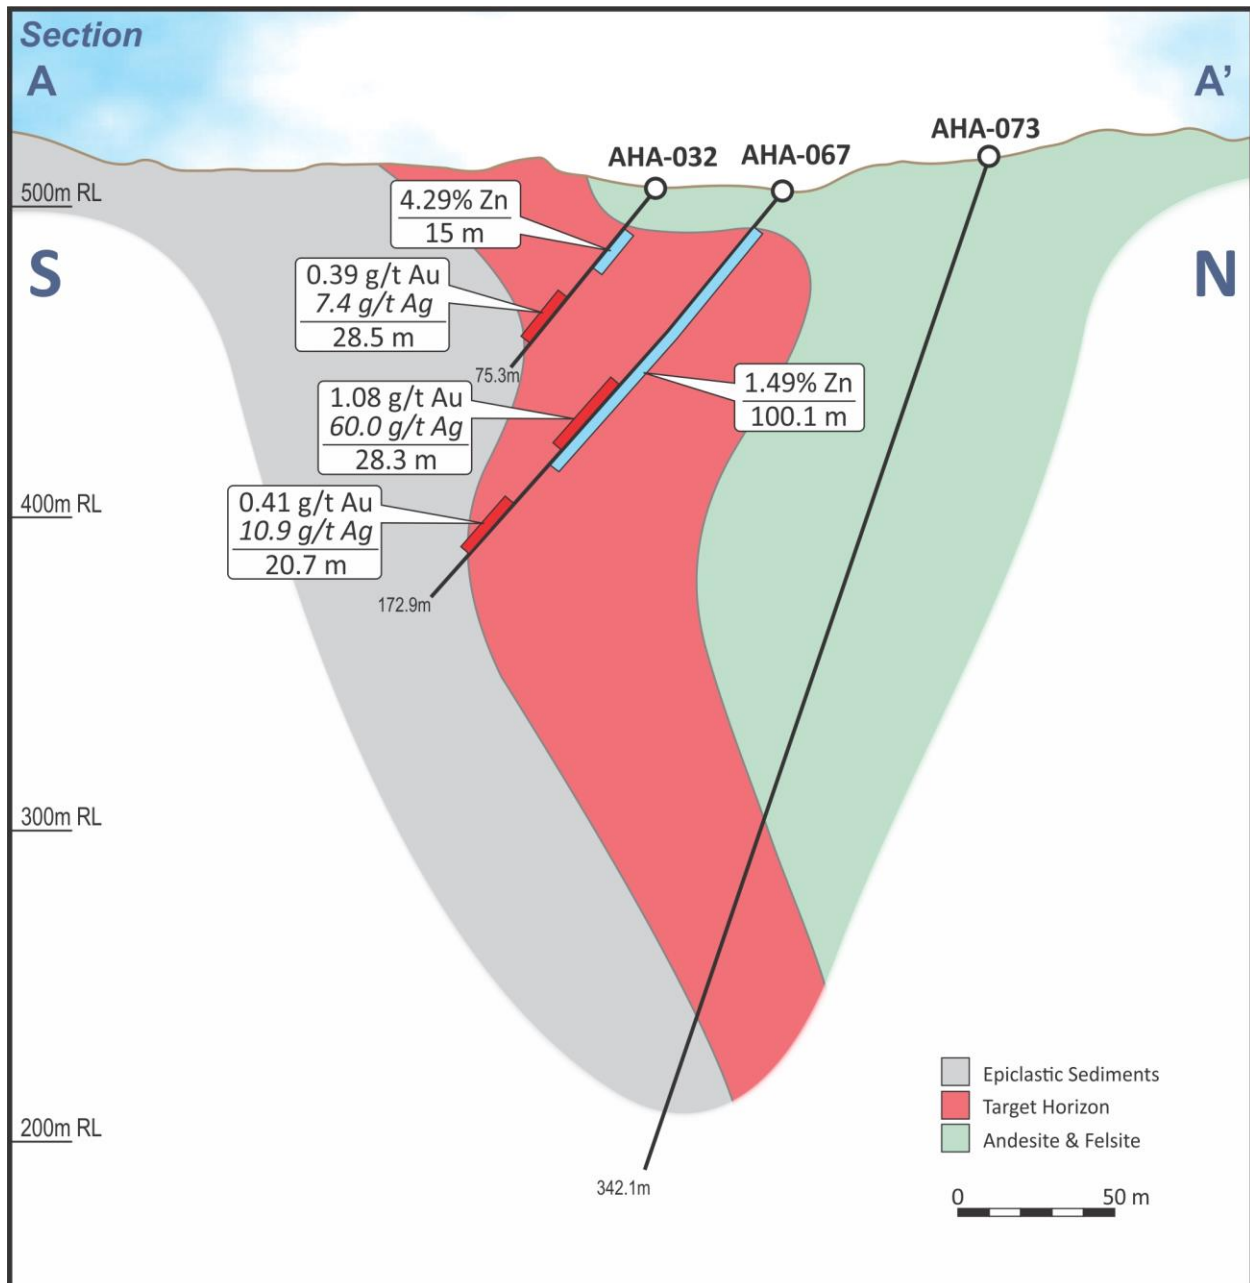 Section
A
A'
AHA-032
AHA-067
AHA-073
500m RL
S
N
4.29% Zn
15 m
0.39 g/t Au
7.4 g/t Ag
28.5 m
75.3m
1.49% Zn
100.1 m
1.08 g/t Au
60.0 g/t Ag
28.3 m
400m RL
0.41 g/t Au
10.9 g/t Ag
20.7 m
172.9m
300m RL
200m RL
342.1m
Epiclastic Sediments
Target Horizon
Andesite & Felsite
0 50 m